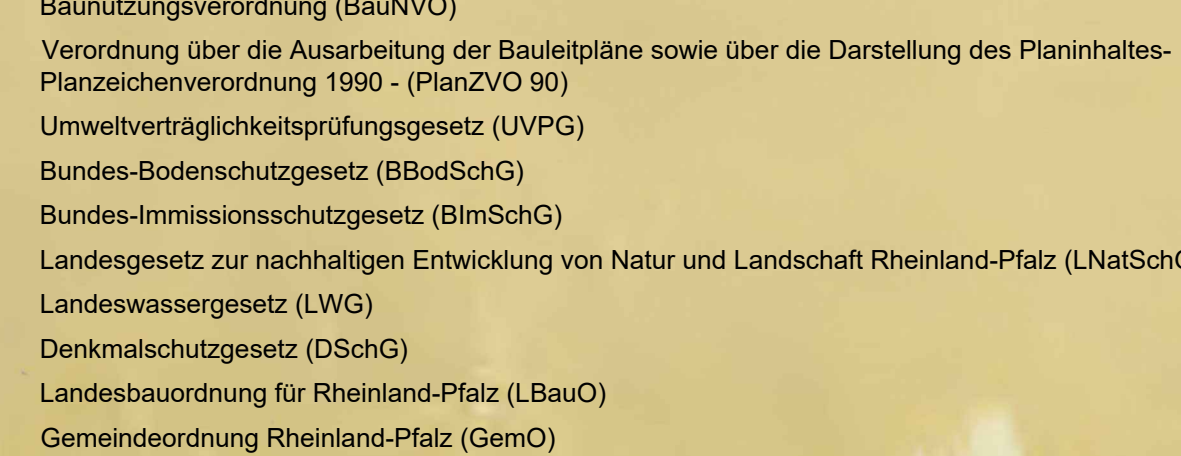 Baunutzungsverordnung (BauNVO)
Verordnung über die Ausarbeitung der Bauleitpläne sowie über die Darstellung des Planinhaltes-
Planzeichenverordnung 1990 - (PlanZVO 90)
Umweltverträglichkeitsprüfungsgesetz (UVPG)
Bundes-Bodenschutzgesetz (BBodSchG)
Bundes-Immissionsschutzgesetz (BImSchG)
Landesgesetz zur nachhaltigen Entwicklung von Natur und Landschaft Rheinland-Pfalz (LNatSchG
Landeswassergesetz (LWG)
Denkmalschutzgesetz (DSchG)
Landesbauordnung für Rheinland-Pfalz (LBauO)
Gemeindeordnung Rheinland-Pfalz (GemO)